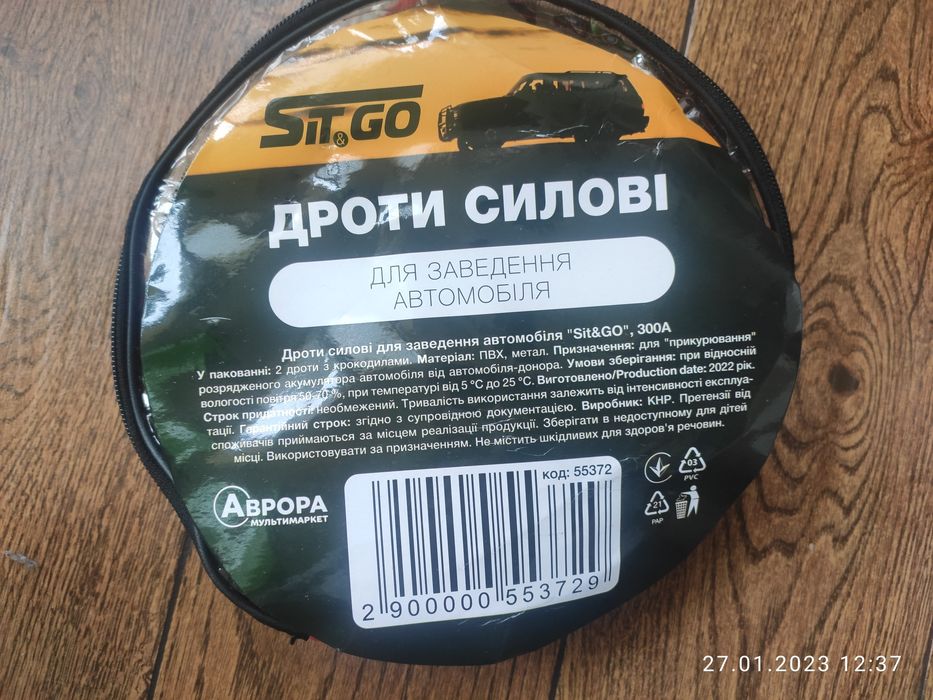 SIT&GO
ДРОТИ СИЛОВІ
ДЛЯ ЗАВЕДЕННЯ
АВТОМОБІЛЯ
Дроти силові для заведення автомобіля "Sit&GO", 300А
У пакованні: 2 дроти з крокодилами. Матеріал: ПВХ, метал. Призначення: для "прикурювання"
розрядженого акумулятора автомобіля від автомобіля-донора. Умови зберігання: при відносній
вологості повітря 50-70 %, при температурі від 5 °С до 25 °С. Виготовлено/Production date: 2022 рік.
Строк придатності: необмежений. Тривалість використання залежить від інтенсивності експлуа-
тації. Гарантійний строк: згідно з супровідною документацією. Виробник: КНР. Претензії від
споживачів приймаються за місцем реалізації продукції. Зберігати в недоступному для дітей
місці. Використовувати за призначенням. Не містить шкідливих для здоров'я речовин.
АВРОРА
МУЛЬТИМАРКЕТ
код: 55372
2 900000 553729
03
PVC
21
PAP
27.01.2023 12:37